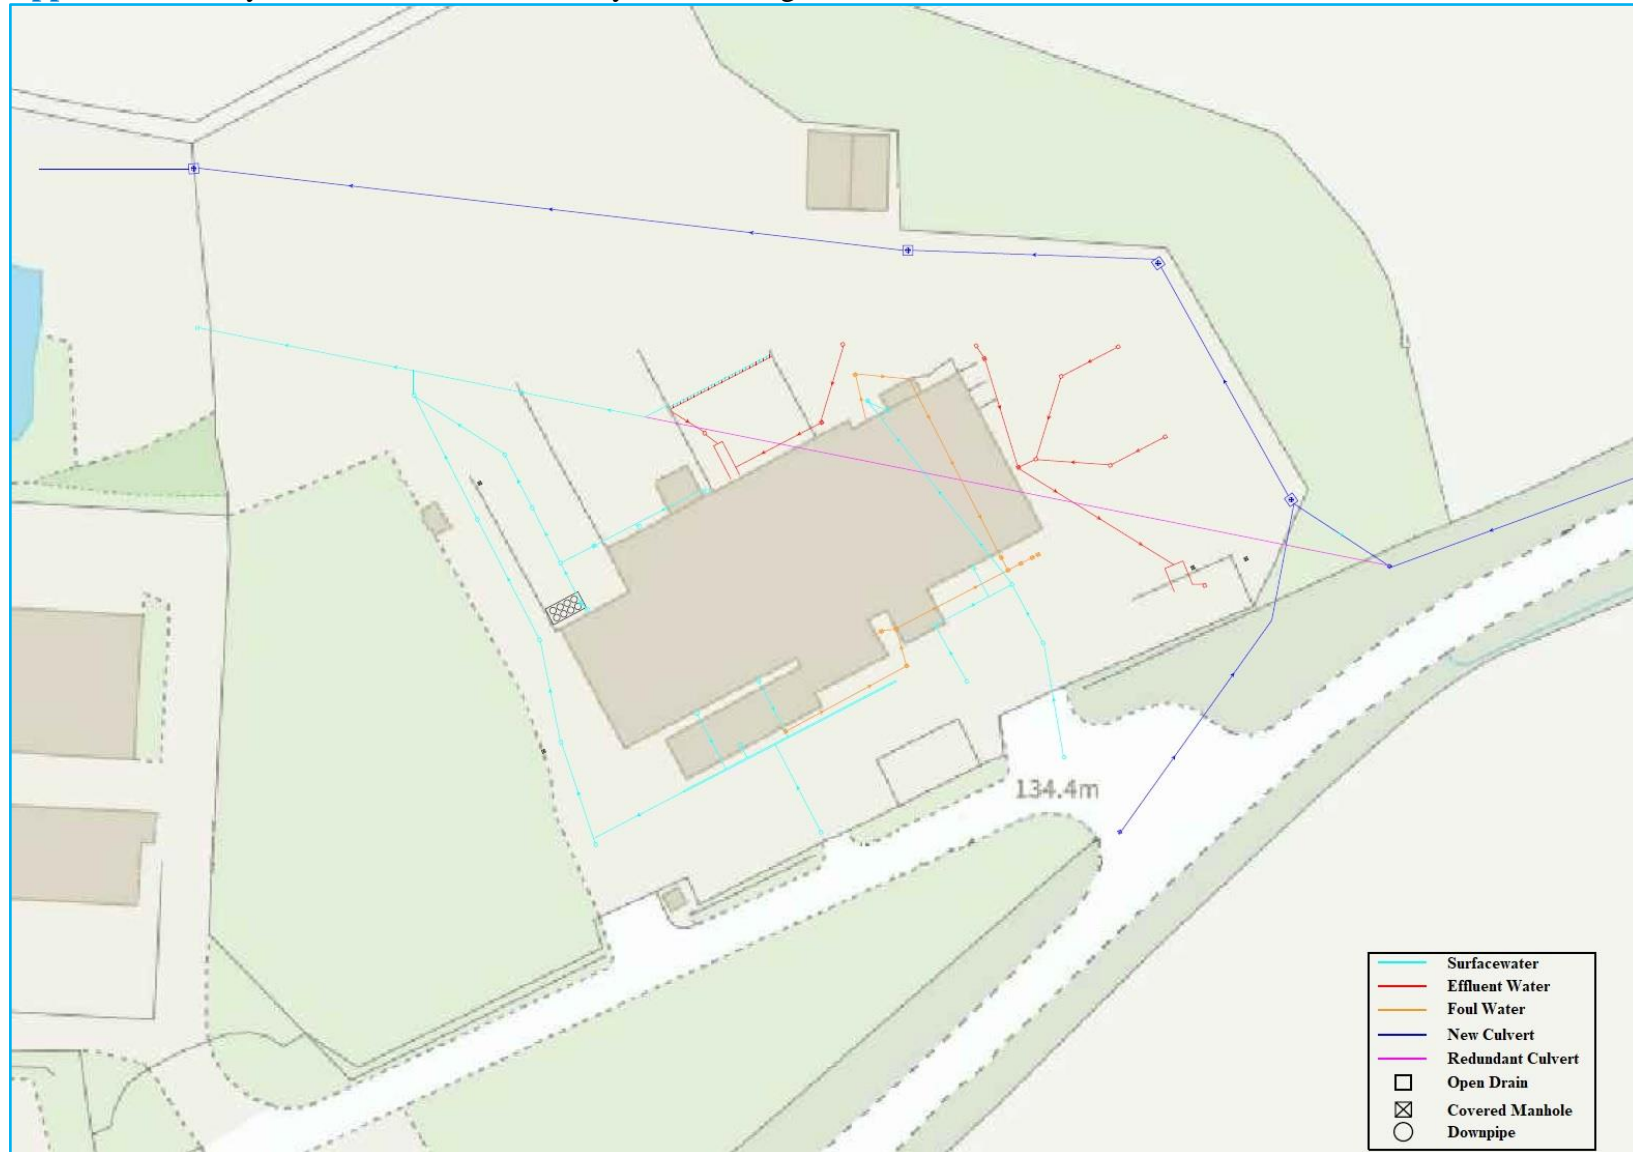 134.4m
Surfacewater
Effluent Water
Foul Water
New Culvert
Redundant Culvert
Open Drain
Covered Manhole
Downpipe